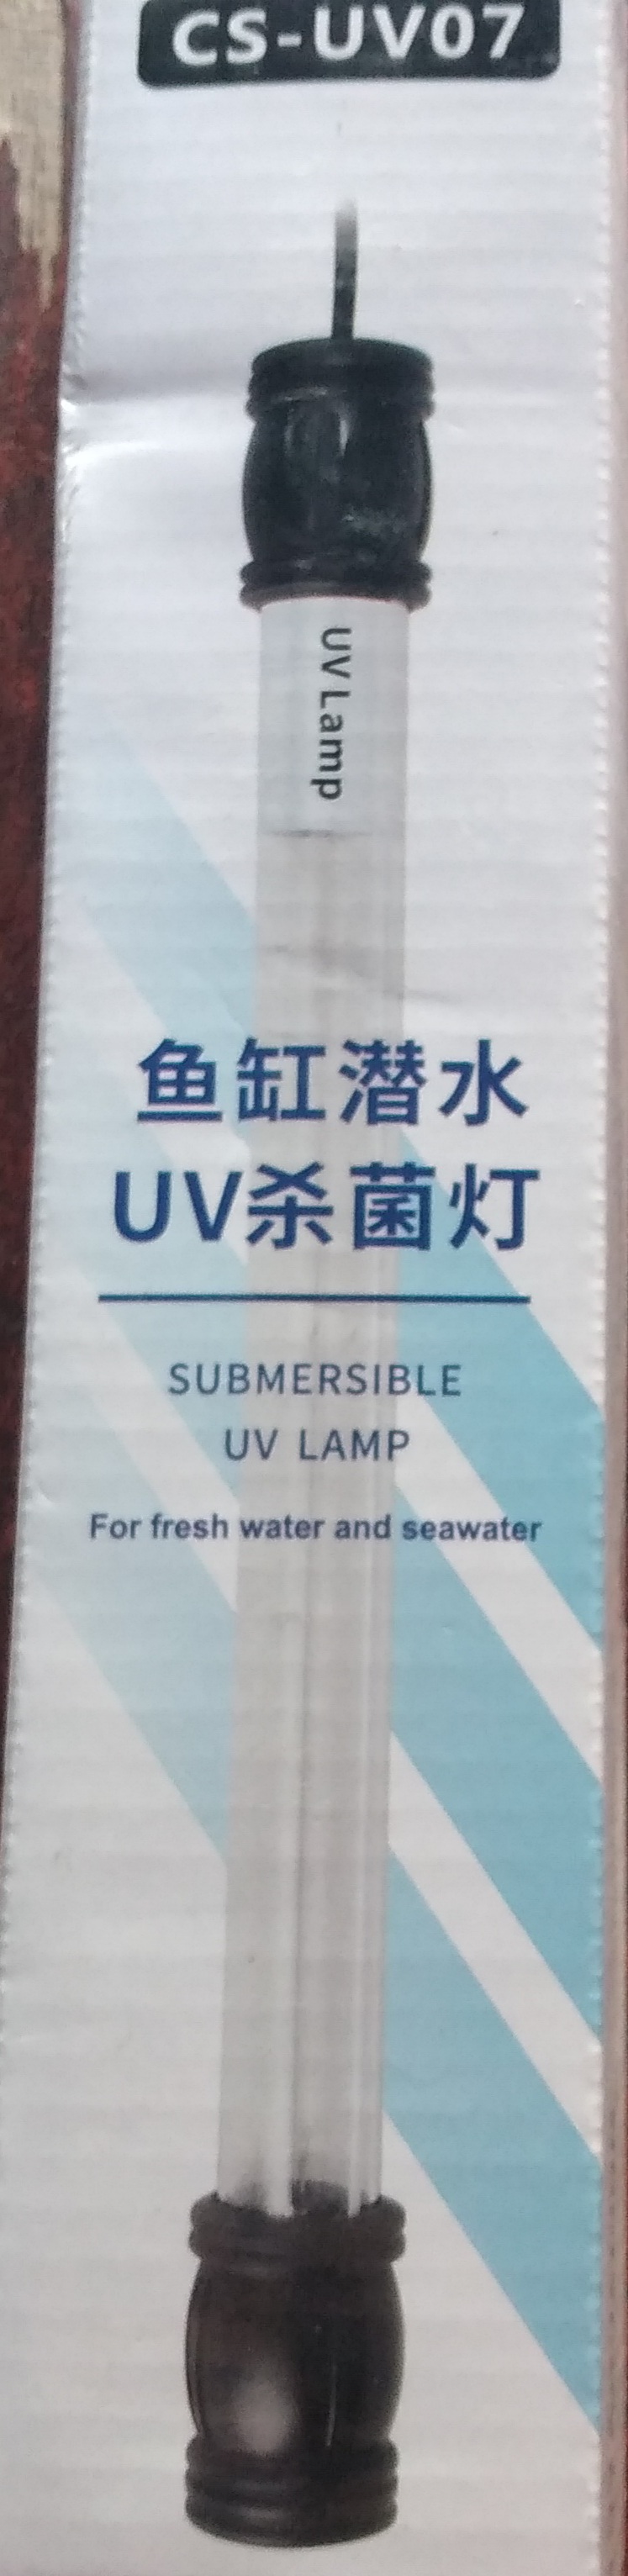 CS-UV07
UV Lamp
鱼缸潜水
UV杀菌灯
SUBMERSIBLE
UV LAMP
For fresh water and seawater